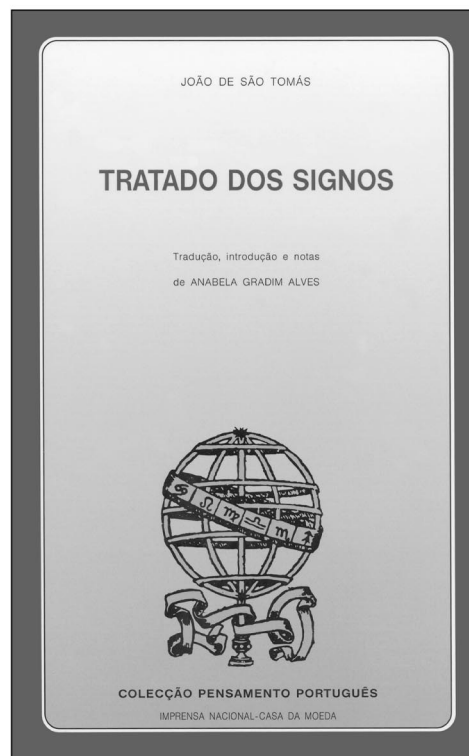 JOÃO DE SÃO TOMÁS
TRATADO DOS SIGNOS
Tradução, introdução e notas
de ANABELA GRADIM ALVES
♋ ♌ ♍ ♎ ♏ ♐
COLECÇÃO PENSAMENTO PORTUGUÊS
IMPRENSA NACIONAL-CASA DA MOEDA